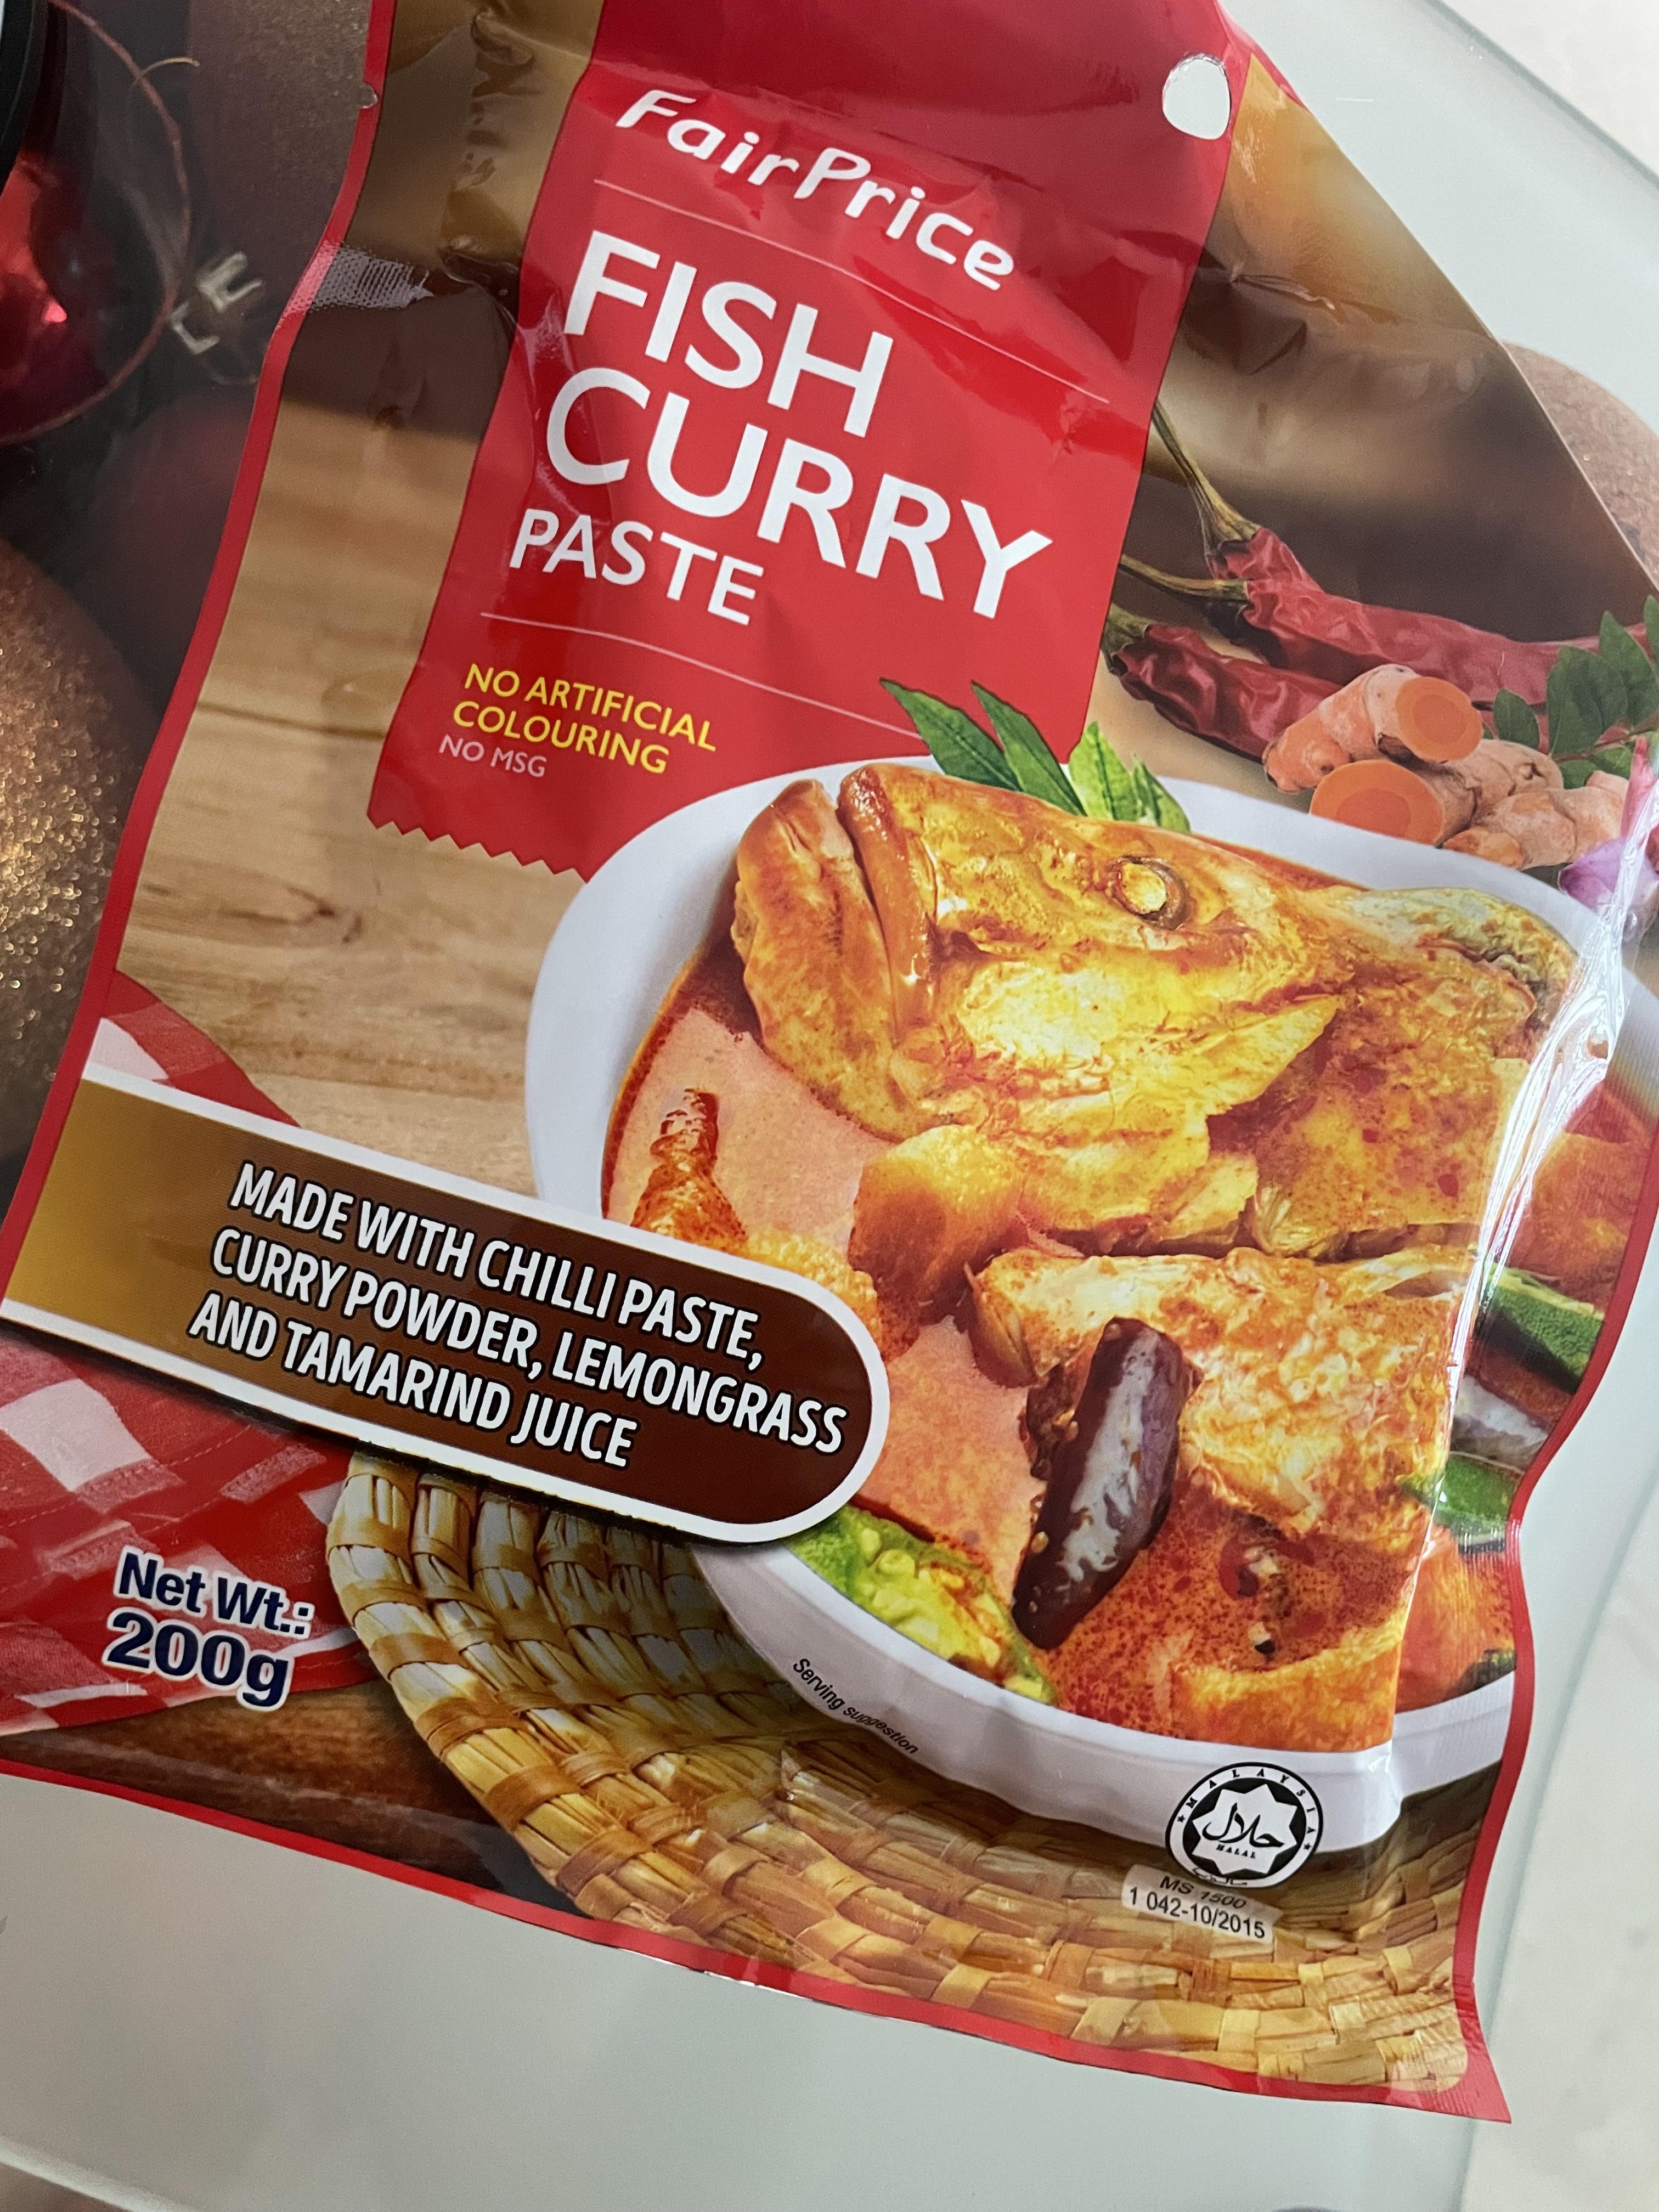 FairPrice
FISH
CURRY
PASTE
NO ARTIFICIAL
COLOURING
NO MSG
MADE WITH CHILLI PASTE,
CURRY POWDER, LEMONGRASS
AND TAMARIND JUICE
Net Wt.:
200g
Serving suggestion
MALAYSIA
حلال
HALAL
MS 1500
1 042-10/2015